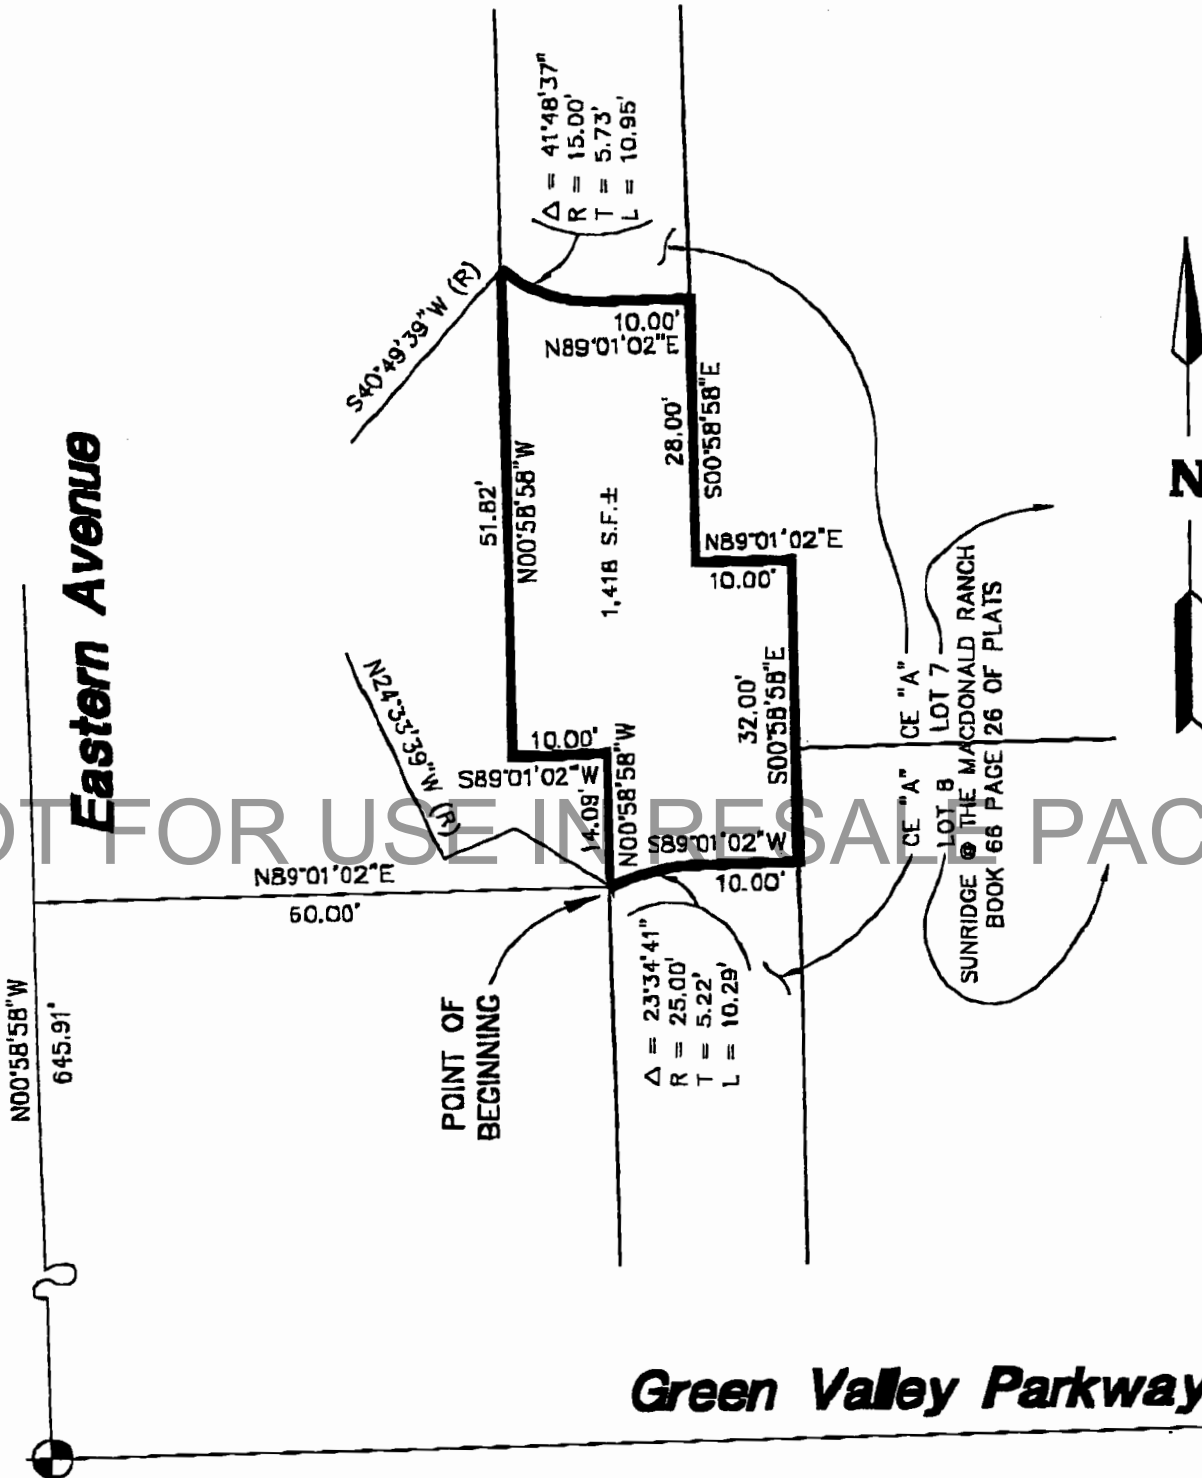 Eastern Avenue
N00°58'58"W
645.91'
N89°01'02"E
60.00'
POINT OF
BEGINNING
N24°33'39"W (R)
S40°49'39"W (R)
51.82'
N00°58'58"W
1,418 S.F.±
10.00'
S89°01'02"W
14.09'
N00°58'58"W
S89°01'02"W
10.00'
32.00'
S00°58'58"E
N89°01'02"E
10.00'
28.00'
S00°58'58"E
10.00'
N89°01'02"E
Δ = 41°48'37"
R = 15.00'
T = 5.73'
L = 10.95'
Δ = 23°34'41"
R = 25.00'
T = 5.22'
L = 10.29'
CE "A" CE "A"
LOT 8 LOT 7
SUNRIDGE @ THE MACDONALD RANCH
BOOK 66 PAGE 26 OF PLATS
N
OT FOR USE IN RESALE PAC
Green Valley Parkway